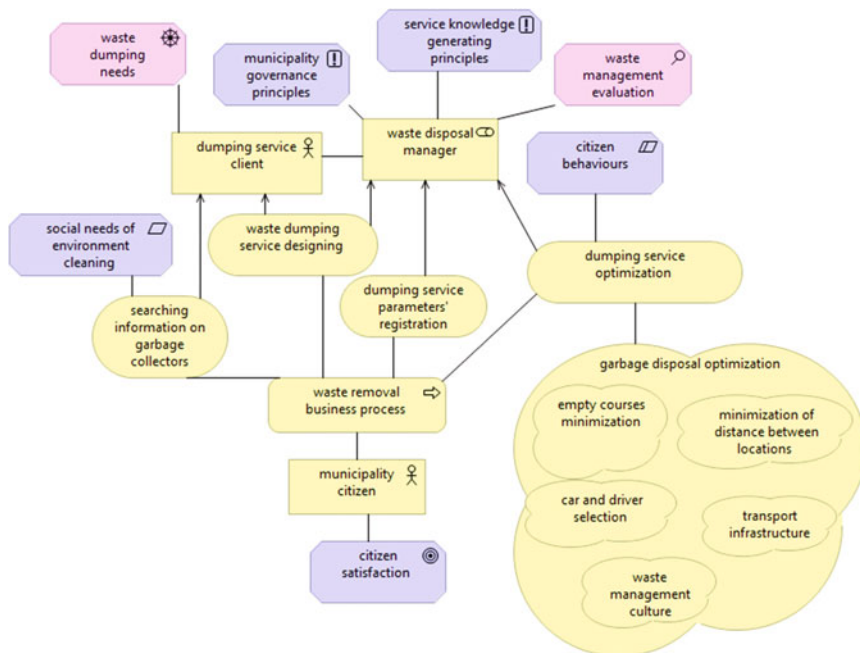 waste
dumping
needs
municipality
governance
principles
service knowledge
generating
principles
waste
management
evaluation
dumping service
client
waste disposal
manager
citizen
behaviours
social needs of
environment
cleaning
waste dumping
service designing
dumping service
optimization
searching
information on
garbage
collectors
dumping service
parameters'
registration
garbage disposal optimization
waste removal
business process
empty courses
minimization
minimization of
distance between
locations
municipality
citizen
car and driver
selection
transport
infrastructure
citizen
satisfaction
waste
management
culture